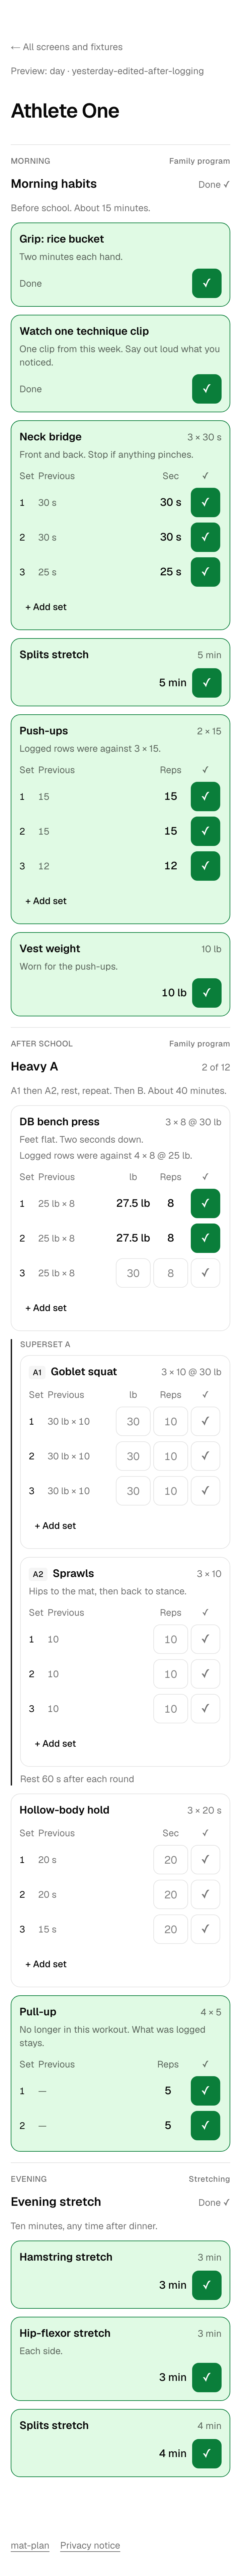 ← All screens and fixtures
Preview: day · yesterday-edited-after-logging
Athlete One
MORNING Family program
Morning habits Done ✓
Before school. About 15 minutes.
Grip: rice bucket
Two minutes each hand.
Done ✓
Watch one technique clip
One clip from this week. Say out loud what you
noticed.
Done ✓
Neck bridge 3 × 30 s
Front and back. Stop if anything pinches.
Set Previous Sec ✓
1 30 s 30 s ✓
2 30 s 30 s ✓
3 25 s 25 s ✓
+ Add set
Splits stretch 5 min
5 min ✓
Push-ups 2 × 15
Logged rows were against 3 × 15.
Set Previous Reps ✓
1 15 15 ✓
2 15 15 ✓
3 12 12 ✓
+ Add set
Vest weight 10 lb
Worn for the push-ups.
10 lb ✓
AFTER SCHOOL Family program
Heavy A 2 of 12
A1 then A2, rest, repeat. Then B. About 40 minutes.
DB bench press 3 × 8 @ 30 lb
Feet flat. Two seconds down.
Logged rows were against 4 × 8 @ 25 lb.
Set Previous lb Reps ✓
1 25 lb × 8 27.5 lb 8 ✓
2 25 lb × 8 27.5 lb 8 ✓
3 25 lb × 8 30 8 ✓
+ Add set
SUPERSET A
A1 Goblet squat 3 × 10 @ 30 lb
Set Previous lb Reps ✓
1 30 lb × 10 30 10 ✓
2 30 lb × 10 30 10 ✓
3 30 lb × 10 30 10 ✓
+ Add set
A2 Sprawls 3 × 10
Hips to the mat, then back to stance.
Set Previous Reps ✓
1 10 10 ✓
2 10 10 ✓
3 10 10 ✓
+ Add set
Rest 60 s after each round
Hollow-body hold 3 × 20 s
Set Previous Sec ✓
1 20 s 20 ✓
2 20 s 20 ✓
3 15 s 20 ✓
+ Add set
Pull-up 4 × 5
No longer in this workout. What was logged
stays.
Set Previous Reps ✓
1 — 5 ✓
2 — 5 ✓
EVENING Stretching
Evening stretch Done ✓
Ten minutes, any time after dinner.
Hamstring stretch 3 min
3 min ✓
Hip-flexor stretch 3 min
Each side.
3 min ✓
Splits stretch 4 min
4 min ✓
mat-plan Privacy notice